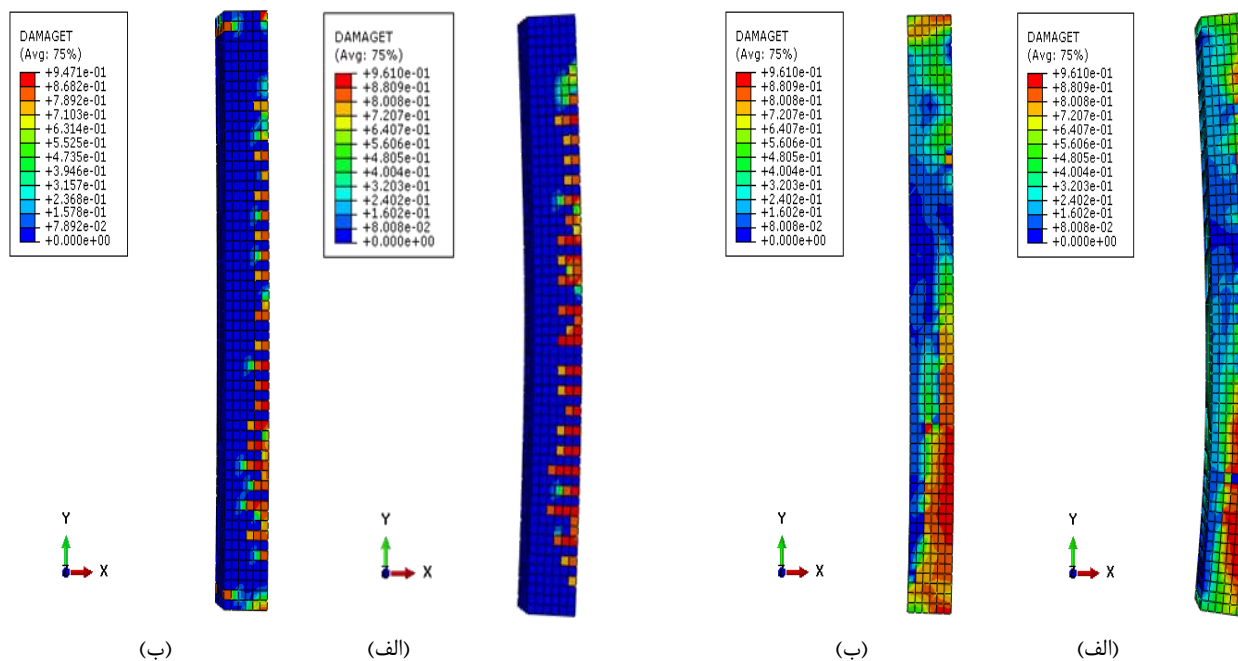 DAMAGET
(Avg: 75%)
+9.471e-01
+8.682e-01
+7.892e-01
+7.103e-01
+6.314e-01
+5.525e-01
+4.735e-01
+3.946e-01
+3.157e-01
+2.368e-01
+1.578e-01
+7.892e-02
+0.000e+00
Y
X
(ب)
DAMAGET
(Avg: 75%)
+9.610e-01
+8.809e-01
+8.008e-01
+7.207e-01
+6.407e-01
+5.606e-01
+4.805e-01
+4.004e-01
+3.203e-01
+2.402e-01
+1.602e-01
+8.008e-02
+0.000e+00
Y
X
(الف)
DAMAGET
(Avg: 75%)
+9.610e-01
+8.809e-01
+8.008e-01
+7.207e-01
+6.407e-01
+5.606e-01
+4.805e-01
+4.004e-01
+3.203e-01
+2.402e-01
+1.602e-01
+8.008e-02
+0.000e+00
Y
X
(ب)
DAMAGET
(Avg: 75%)
+9.610e-01
+8.809e-01
+8.008e-01
+7.207e-01
+6.407e-01
+5.606e-01
+4.805e-01
+4.004e-01
+3.203e-01
+2.402e-01
+1.602e-01
+8.008e-02
+0.000e+00
Y
X
(الف)